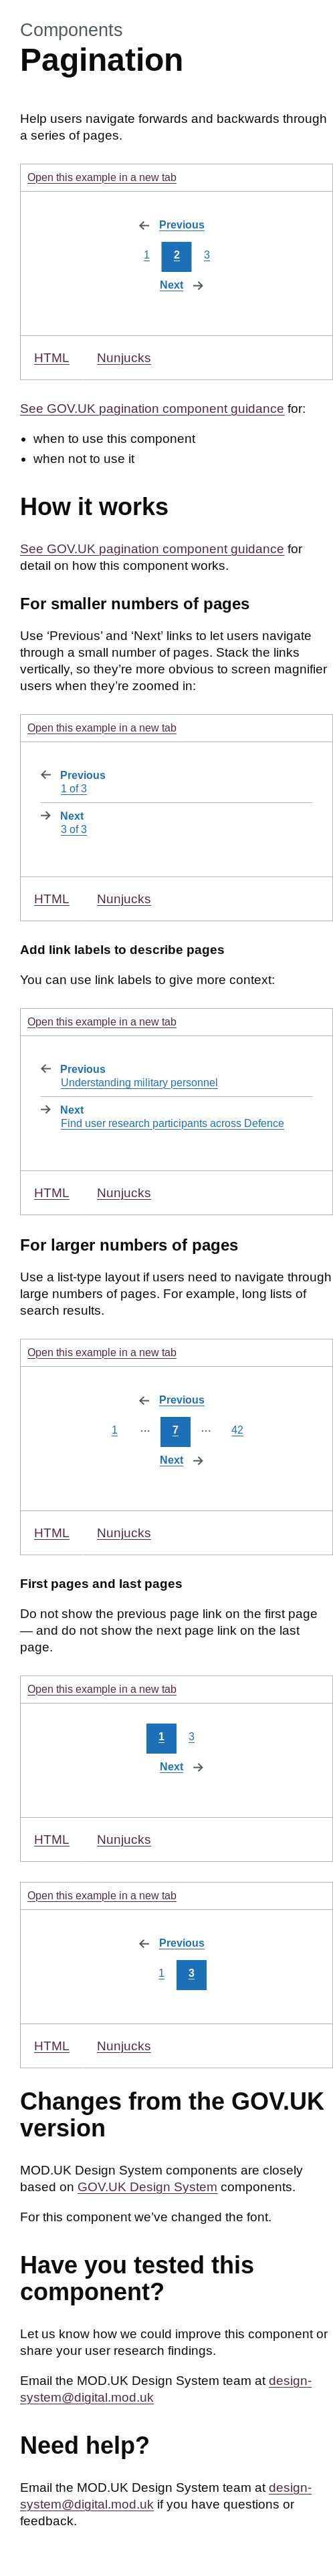 Components
Pagination
Help users navigate forwards and backwards through
a series of pages.
Open this example in a new tab
Previous
1 2 3
Next
HTML Nunjucks
See GOV.UK pagination component guidance for:
• when to use this component
• when not to use it
How it works
See GOV.UK pagination component guidance for
detail on how this component works.
For smaller numbers of pages
Use ‘Previous’ and ‘Next’ links to let users navigate
through a small number of pages. Stack the links
vertically, so they’re more obvious to screen magnifier
users when they’re zoomed in:
Open this example in a new tab
Previous
1 of 3
Next
3 of 3
HTML Nunjucks
Add link labels to describe pages
You can use link labels to give more context:
Open this example in a new tab
Previous
Understanding military personnel
Next
Find user research participants across Defence
HTML Nunjucks
For larger numbers of pages
Use a list-type layout if users need to navigate through
large numbers of pages. For example, long lists of
search results.
Open this example in a new tab
Previous
1 ⋯ 7 ⋯ 42
Next
HTML Nunjucks
First pages and last pages
Do not show the previous page link on the first page
— and do not show the next page link on the last
page.
Open this example in a new tab
1 3
Next
HTML Nunjucks
Open this example in a new tab
Previous
1 3
HTML Nunjucks
Changes from the GOV.UK
version
MOD.UK Design System components are closely
based on GOV.UK Design System components.
For this component we’ve changed the font.
Have you tested this
component?
Let us know how we could improve this component or
share your user research findings.
Email the MOD.UK Design System team at design-
system@digital.mod.uk
Need help?
Email the MOD.UK Design System team at design-
system@digital.mod.uk if you have questions or
feedback.